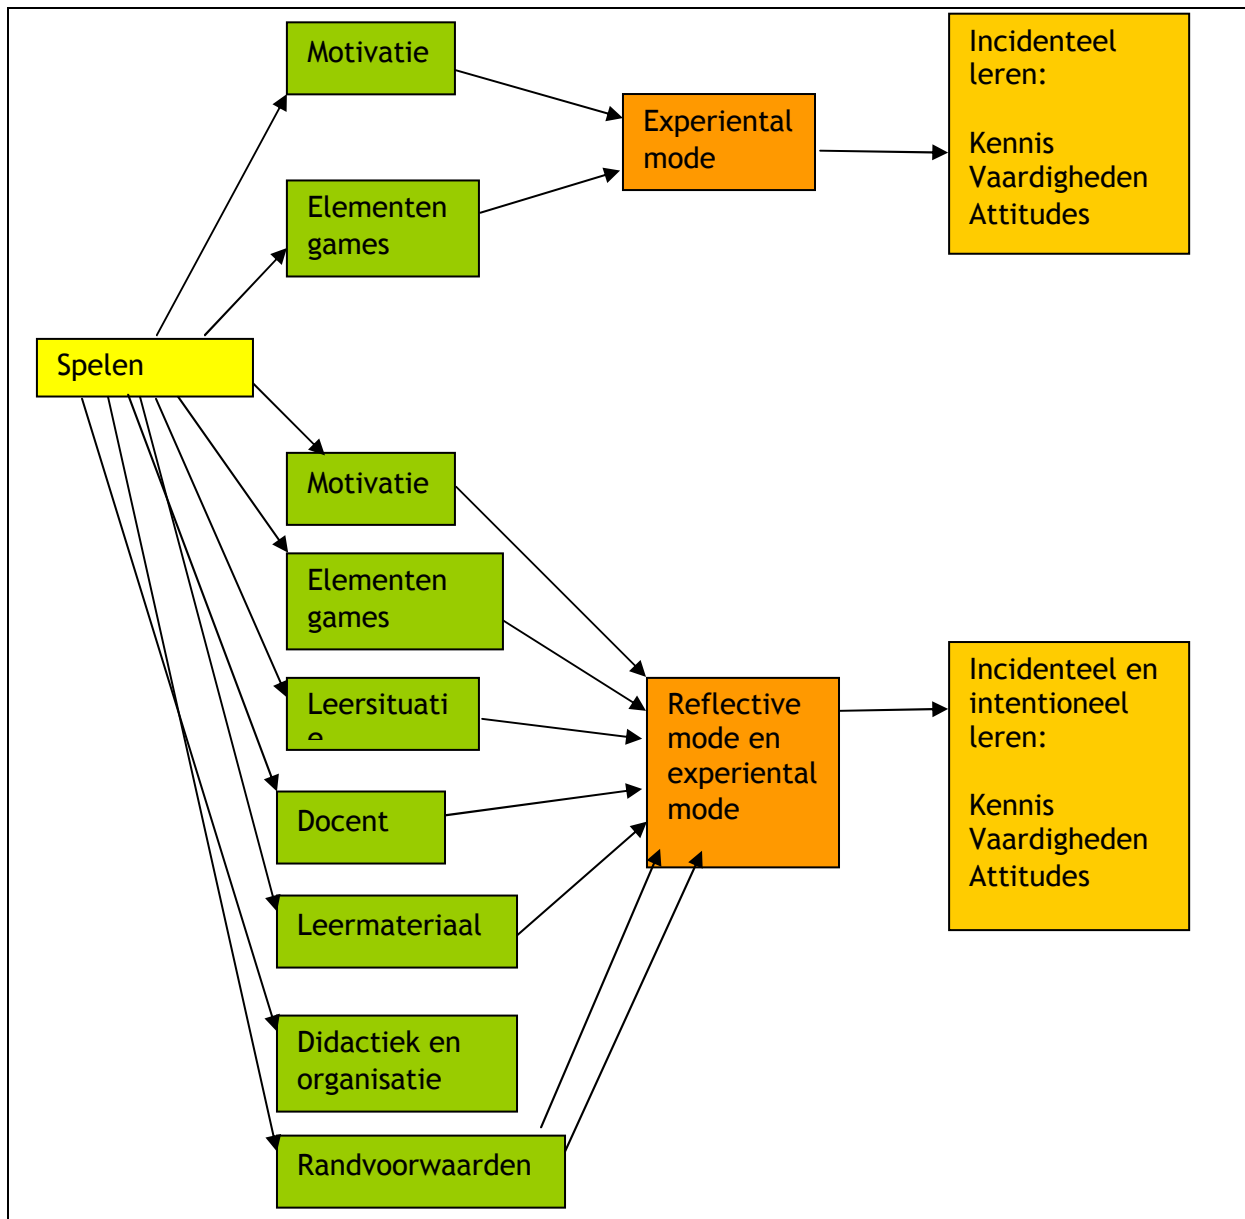 Motivatie
Incidenteel
leren:
Kennis
Vaardigheden
Attitudes
Experiental
mode
Elementen
games
Spelen
Motivatie
Elementen
games
Leersituati
e
Docent
Leermateriaal
Didactiek en
organisatie
Randvoorwaarden
Reflective
mode en
experiental
mode
Incidenteel en
intentioneel
leren:
Kennis
Vaardigheden
Attitudes